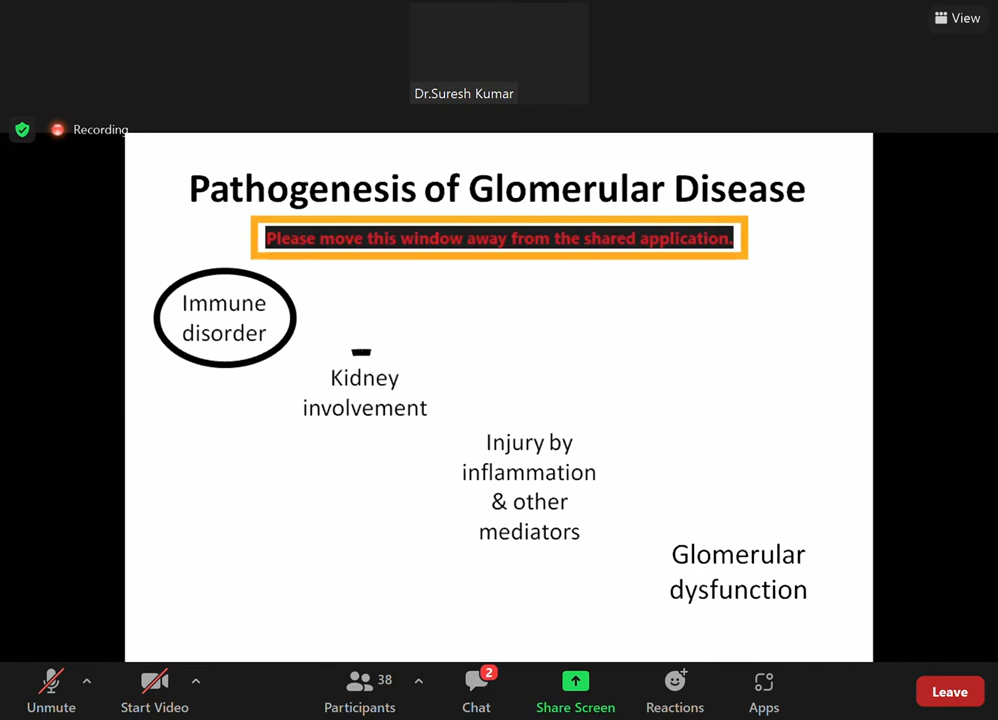 View
Dr.Suresh Kumar
Recording
Pathogenesis of Glomerular Disease
Please move this window away from the shared application.
Immune
disorder
Kidney
involvement
Injury by
inflammation
& other
mediators
Glomerular
dysfunction
Unmute
Start Video
38
Participants
2
Chat
Share Screen
Reactions
Apps
Leave